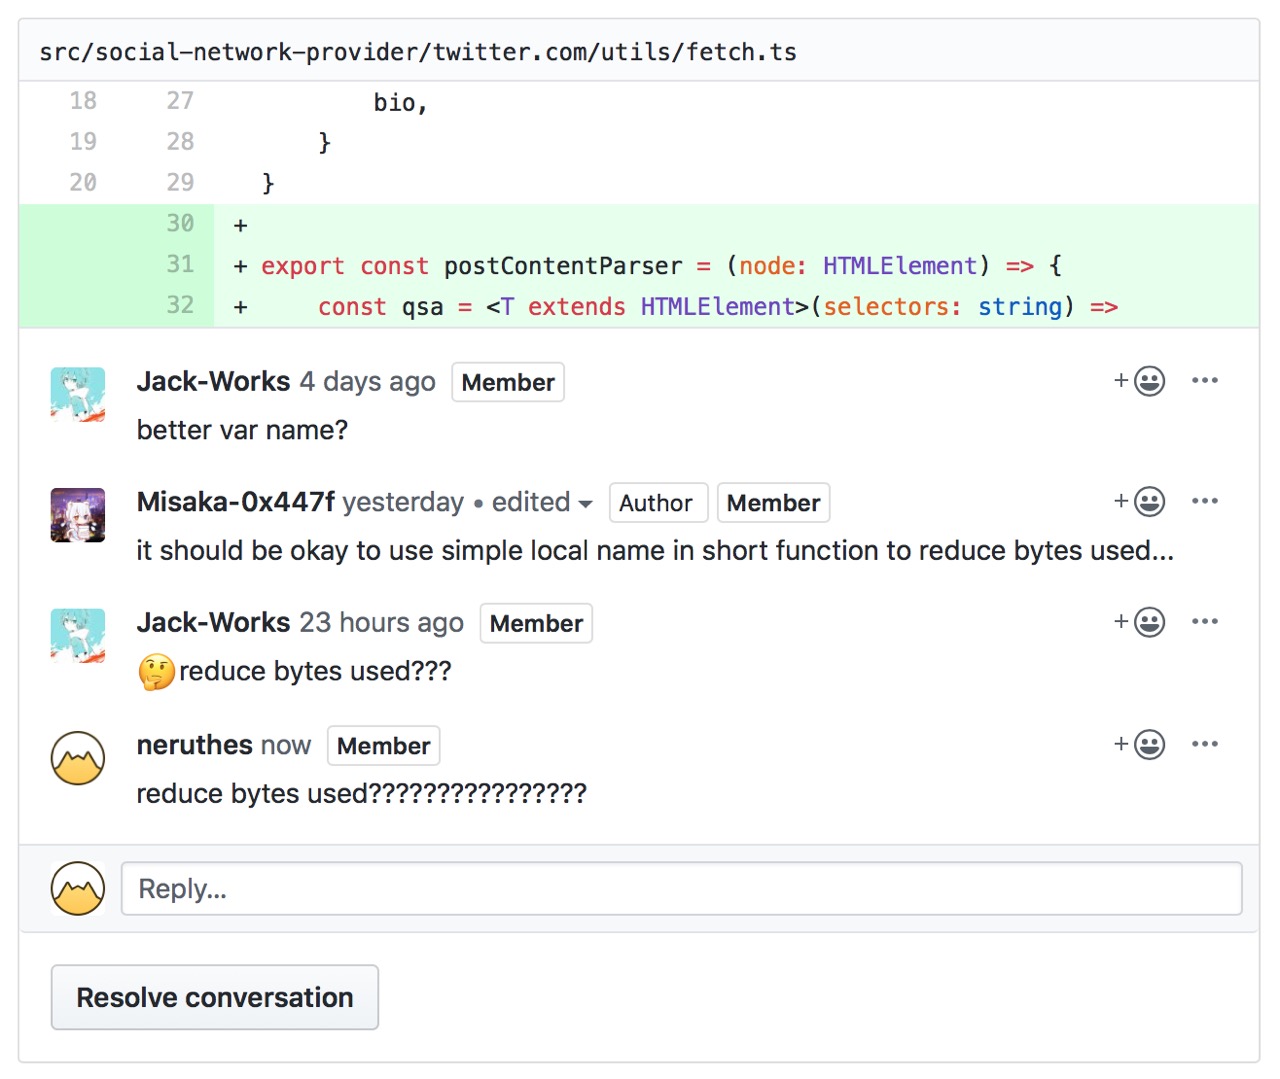 src/social-network-provider/twitter.com/utils/fetch.ts
18 27 bio,
19 28 }
20 29 }
30 +
31 + export const postContentParser = (node: HTMLElement) => {
32 + const qsa = <T extends HTMLElement>(selectors: string) =>
Jack-Works 4 days ago Member
better var name?
Misaka-0x447f yesterday • edited Author Member
it should be okay to use simple local name in short function to reduce bytes used...
Jack-Works 23 hours ago Member
🤔reduce bytes used???
neruthes now Member
reduce bytes used????????????????
Reply...
Resolve conversation